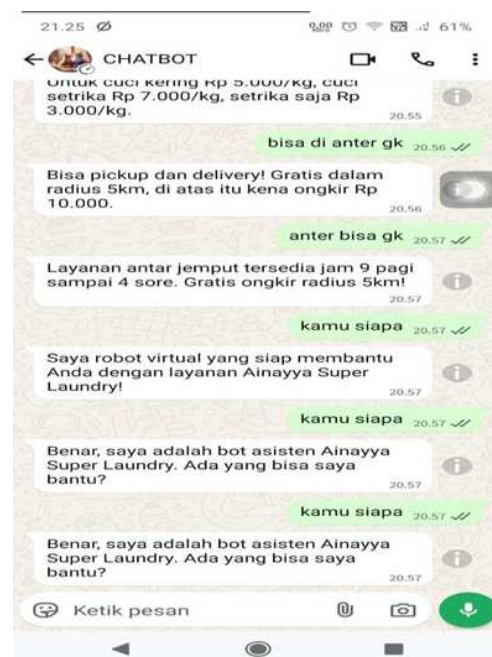 21.25
0,00
61%
CHATBOT
Untuk cuci kering Rp 5.000/kg, cuci
setrika Rp 7.000/kg, setrika saja Rp
3.000/kg.
20.55
bisa di anter gk 20.56
Bisa pickup dan delivery! Gratis dalam
radius 5km, di atas itu kena ongkir Rp
10.000.
20.56
anter bisa gk 20.57
Layanan antar jemput tersedia jam 9 pagi
sampai 4 sore. Gratis ongkir radius 5km!
20.57
kamu siapa 20.57
Saya robot virtual yang siap membantu
Anda dengan layanan Ainayya Super
Laundry!
20.57
kamu siapa 20.57
Benar, saya adalah bot asisten Ainayya
Super Laundry. Ada yang bisa saya
bantu?
20.57
kamu siapa 20.57
Benar, saya adalah bot asisten Ainayya
Super Laundry. Ada yang bisa saya
bantu?
20.57
Ketik pesan